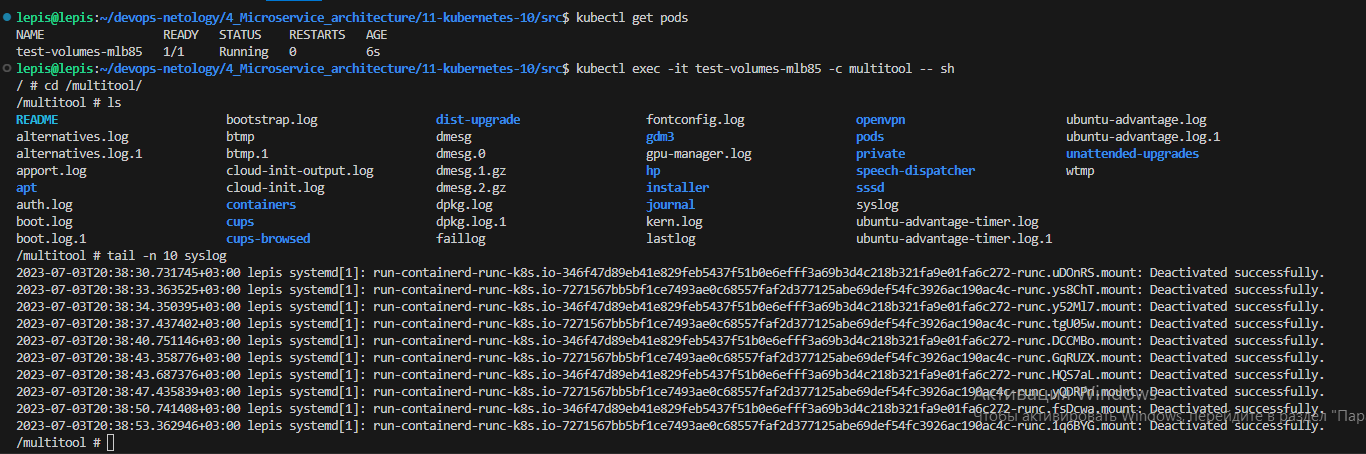 lepis@lepis:~/devops-netology/4_Microservice_architecture/11-kubernetes-10/src$ kubectl get pods
NAME READY STATUS RESTARTS AGE
test-volumes-mlb85 1/1 Running 0 6s
lepis@lepis:~/devops-netology/4_Microservice_architecture/11-kubernetes-10/src$ kubectl exec -it test-volumes-mlb85 -c multitool -- sh
/ # cd /multitool/
/multitool # ls
README bootstrap.log dist-upgrade fontconfig.log openvpn ubuntu-advantage.log
alternatives.log btmp dmesg gdm3 pods ubuntu-advantage.log.1
alternatives.log.1 btmp.1 dmesg.0 gpu-manager.log private unattended-upgrades
apport.log cloud-init-output.log dmesg.1.gz hp speech-dispatcher wtmp
apt cloud-init.log dmesg.2.gz installer sssd
auth.log containers dpkg.log journal syslog
boot.log cups dpkg.log.1 kern.log ubuntu-advantage-timer.log
boot.log.1 cups-browsed faillog lastlog ubuntu-advantage-timer.log.1
/multitool # tail -n 10 syslog
2023-07-03T20:38:30.731745+03:00 lepis systemd[1]: run-containerd-runc-k8s.io-346f47d89eb41e829feb5437f51b0e6efff3a69b3d4c218b321fa9e01fa6c272-runc.uDOnRS.mount: Deactivated successfully.
2023-07-03T20:38:33.363525+03:00 lepis systemd[1]: run-containerd-runc-k8s.io-7271567bb5bf1ce7493ae0c68557faf2d377125abe69def54fc3926ac190ac4c-runc.ys8ChT.mount: Deactivated successfully.
2023-07-03T20:38:34.350395+03:00 lepis systemd[1]: run-containerd-runc-k8s.io-346f47d89eb41e829feb5437f51b0e6efff3a69b3d4c218b321fa9e01fa6c272-runc.y52Ml7.mount: Deactivated successfully.
2023-07-03T20:38:37.437402+03:00 lepis systemd[1]: run-containerd-runc-k8s.io-7271567bb5bf1ce7493ae0c68557faf2d377125abe69def54fc3926ac190ac4c-runc.tgU05w.mount: Deactivated successfully.
2023-07-03T20:38:40.751146+03:00 lepis systemd[1]: run-containerd-runc-k8s.io-346f47d89eb41e829feb5437f51b0e6efff3a69b3d4c218b321fa9e01fa6c272-runc.DCCMBo.mount: Deactivated successfully.
2023-07-03T20:38:43.358776+03:00 lepis systemd[1]: run-containerd-runc-k8s.io-7271567bb5bf1ce7493ae0c68557faf2d377125abe69def54fc3926ac190ac4c-runc.GqRUZX.mount: Deactivated successfully.
2023-07-03T20:38:43.687376+03:00 lepis systemd[1]: run-containerd-runc-k8s.io-346f47d89eb41e829feb5437f51b0e6efff3a69b3d4c218b321fa9e01fa6c272-runc.HQS7aL.mount: Deactivated successfully.
2023-07-03T20:38:47.435839+03:00 lepis systemd[1]: Deactivated successfully.
2023-07-03T20:38:50.741408+03:00 lepis systemd[1]: run-containerd-runc-k8s.io-346f47d89eb41e829feb5437f51b0e6efff3a69b3d4c218b321fa9e01fa6c272-runc.fsDcwa.mount: Deactivated successfully.
2023-07-03T20:38:53.362946+03:00 lepis systemd[1]: run-containerd-runc-k8s.io-7271567bb5bf1ce7493ae0c68557faf2d377125abe69def54fc3926ac190ac4c-runc.iq6BYG.mount: Deactivated successfully.
/multitool #
Активация Windows
Чтобы активировать Windows, перейдите в раздел "Пар